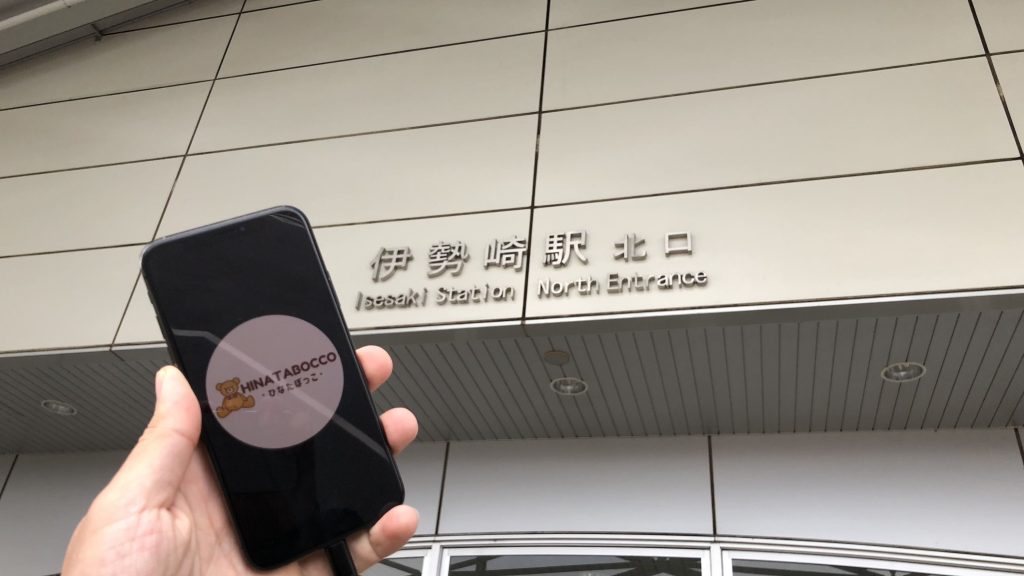 伊勢崎駅 北口
Isesaki Station North Entrance
HINATABOCCO
-ひなたぼっこ-